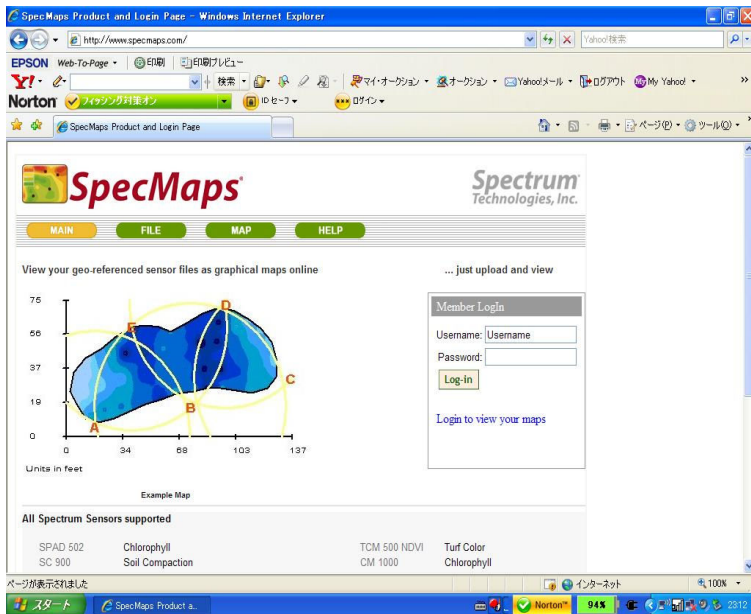 SpecMaps Product and Login Page - Windows Internet Explorer
http://www.specmaps.com/
Yahoo!検索
EPSON Web-To-Page 印刷 印刷プレビュー
Y! 検索 マイ・オークション オークション Yahoo!メール ログアウト My Yahoo! »
Norton フィッシング対策オン ID セーフ ログイン
SpecMaps Product and Login Page ページ(P) ツール(O) »
SpecMaps
Spectrum
Technologies, Inc.
MAIN FILE MAP HELP
View your geo-referenced sensor files as graphical maps online ... just upload and view
75
56
37
19
0
0 34 68 103 137
A B C D E
Units in feet
Example Map
Member LogIn
Username: Username
Password:
Log-in
Login to view your maps
All Spectrum Sensors supported
SPAD 502 Chlorophyll TCM 500 NDVI Turf Color
SC 900 Soil Compaction CM 1000 Chlorophyll
ページが表示されました インターネット 100%
スタート SpecMaps Product a... Norton™ 94% 23:12